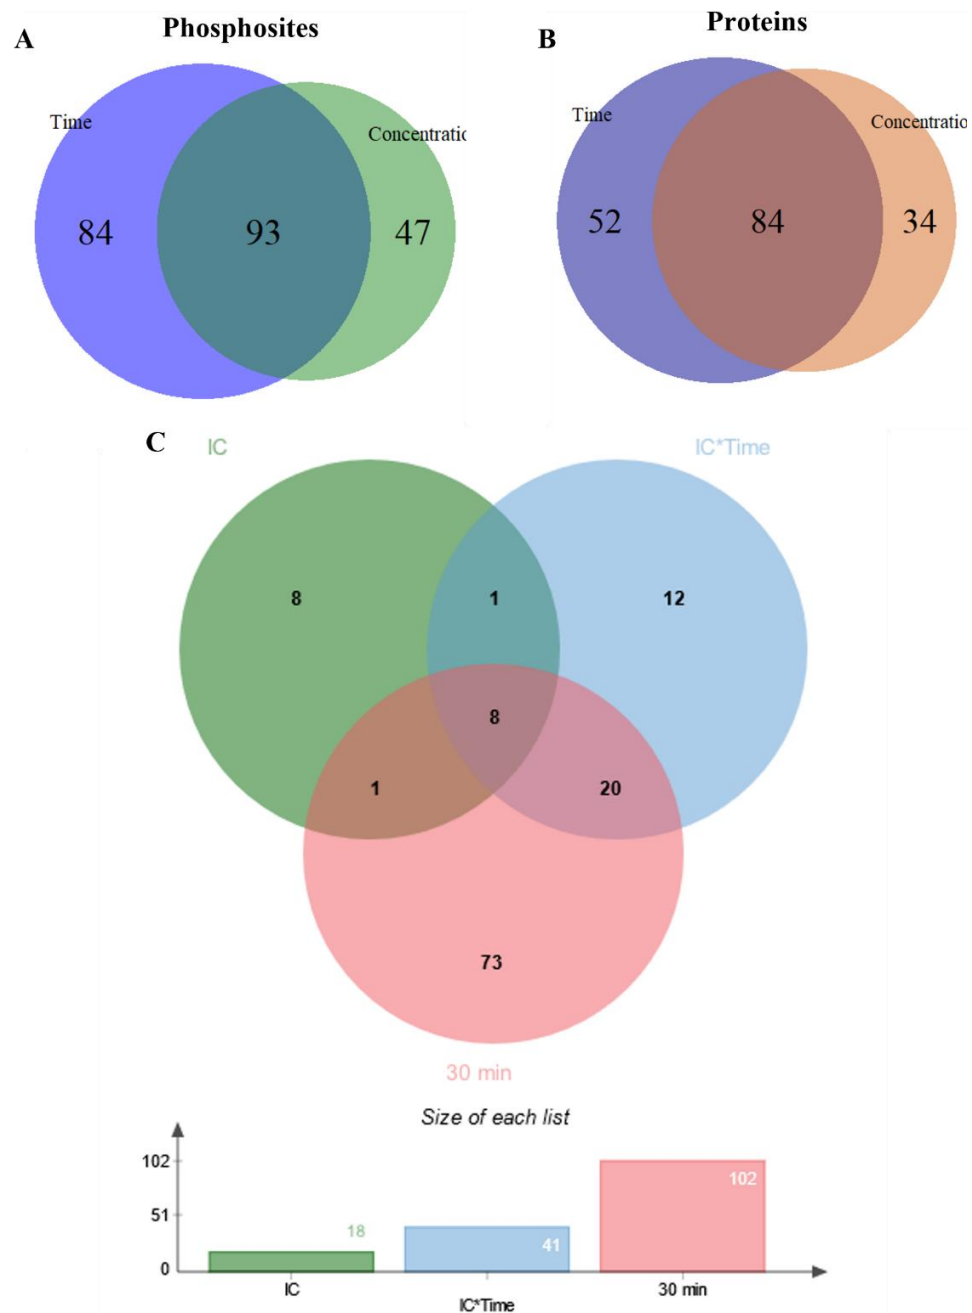 A Phosphosites
Time
Concentratio
84 93 47
B Proteins
Time
Concentration
52 84 34
C
IC
IC*Time
8 1 12
8
1 20
73
30 min
Size of each list
102
51
0
18
41
102
IC
IC*Time
30 min